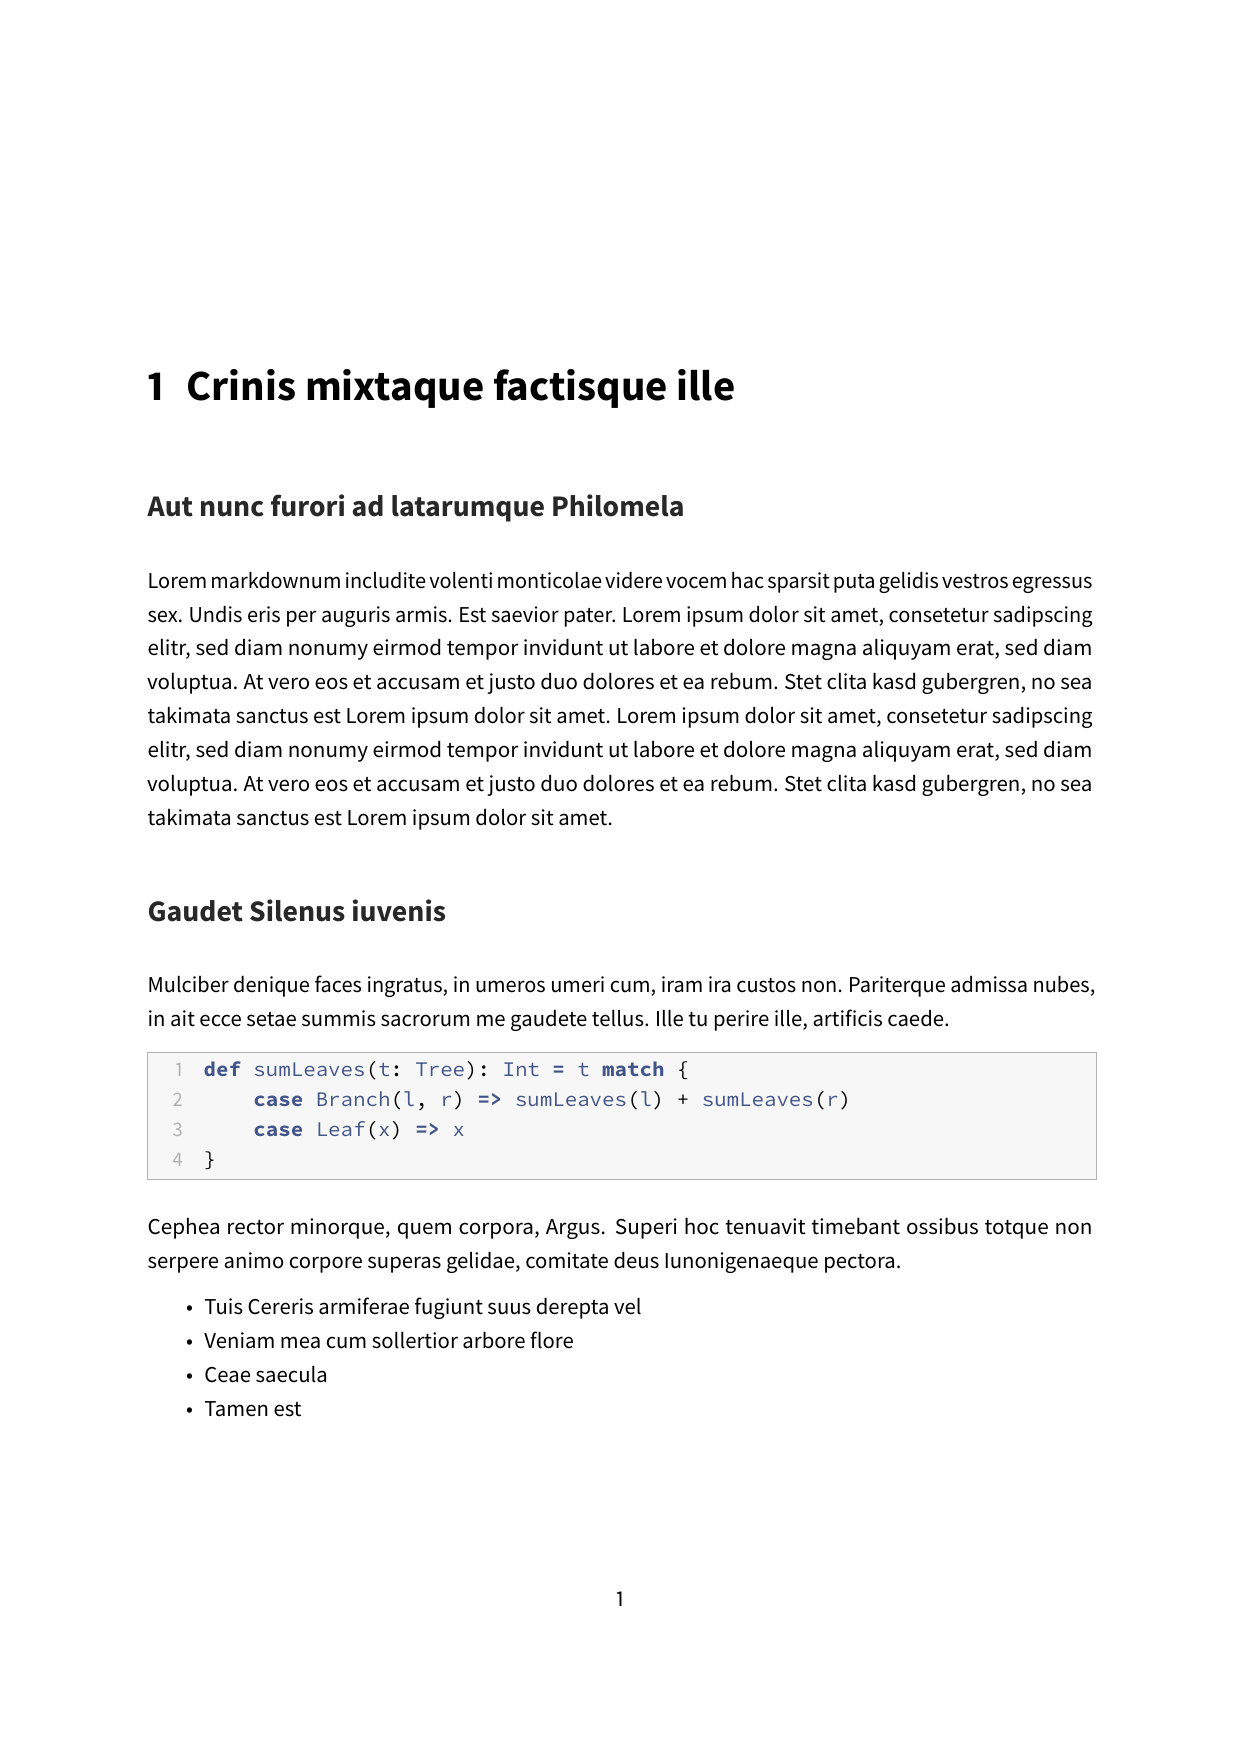 1 Crinis mixtaque factisque ille
Aut nunc furori ad latarumque Philomela
Lorem markdownum includite volenti monticolae videre vocem hac sparsit puta gelidis vestros egressus
sex. Undis eris per auguris armis. Est saevior pater. Lorem ipsum dolor sit amet, consetetur sadipscing
elitr, sed diam nonumy eirmod tempor invidunt ut labore et dolore magna aliquyam erat, sed diam
voluptua. At vero eos et accusam et justo duo dolores et ea rebum. Stet clita kasd gubergren, no sea
takimata sanctus est Lorem ipsum dolor sit amet. Lorem ipsum dolor sit amet, consetetur sadipscing
elitr, sed diam nonumy eirmod tempor invidunt ut labore et dolore magna aliquyam erat, sed diam
voluptua. At vero eos et accusam et justo duo dolores et ea rebum. Stet clita kasd gubergren, no sea
takimata sanctus est Lorem ipsum dolor sit amet.
Gaudet Silenus iuvenis
Mulciber denique faces ingratus, in umeros umeri cum, iram ira custos non. Pariterque admissa nubes,
in ait ecce setae summis sacrorum me gaudete tellus. Ille tu perire ille, artificis caede.
1 def sumLeaves(t: Tree): Int = t match {
2     case Branch(l, r) => sumLeaves(l) + sumLeaves(r)
3     case Leaf(x) => x
4 }
Cephea rector minorque, quem corpora, Argus. Superi hoc tenuavit timebant ossibus totque non
serpere animo corpore superas gelidae, comitate deus Iunonigenaeque pectora.
• Tuis Cereris armiferae fugiunt suus derepta vel
• Veniam mea cum sollertior arbore flore
• Ceae saecula
• Tamen est
1